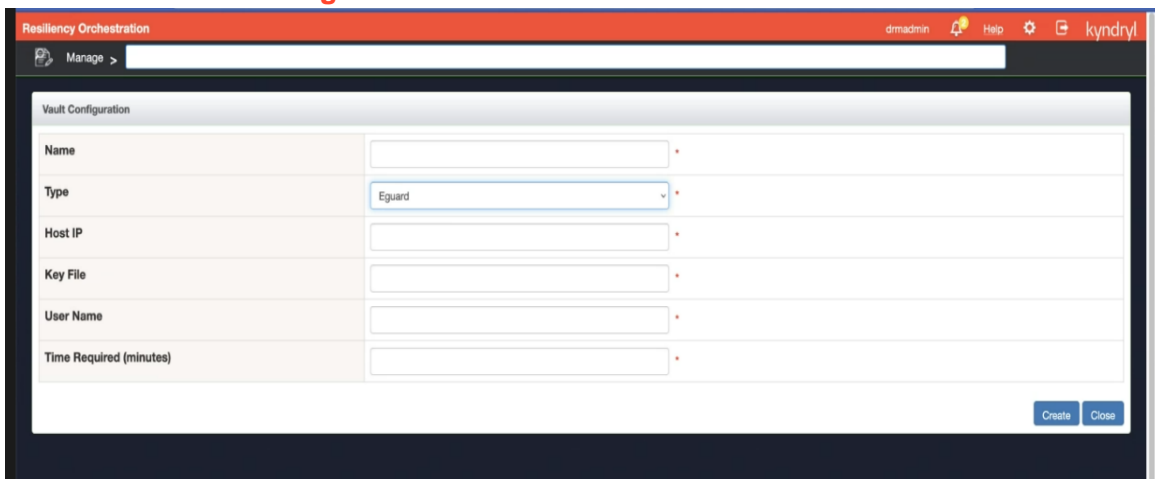 Resiliency Orchestration drmadmin 2 Help kyndryl
Manage >
Vault Configuration
Name *
Type Eguard *
Host IP *
Key File *
User Name *
Time Required (minutes) *
Create Close